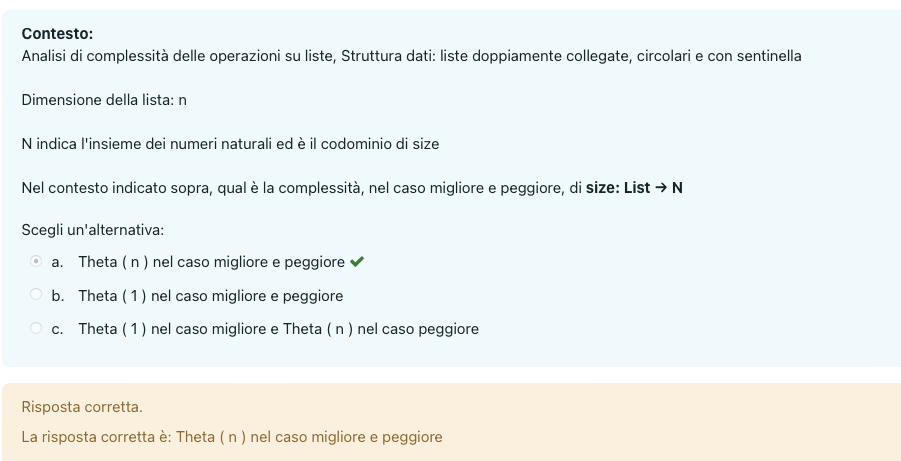 Contesto:
Analisi di complessità delle operazioni su liste, Struttura dati: liste doppiamente collegate, circolari e con sentinella
Dimensione della lista: n
N indica l'insieme dei numeri naturali ed è il codominio di size
Nel contesto indicato sopra, qual è la complessità, nel caso migliore e peggiore, di size: List → N
Scegli un'alternativa:
a. Theta ( n ) nel caso migliore e peggiore ✔
b. Theta ( 1 ) nel caso migliore e peggiore
c. Theta ( 1 ) nel caso migliore e Theta ( n ) nel caso peggiore
Risposta corretta.
La risposta corretta è: Theta ( n ) nel caso migliore e peggiore